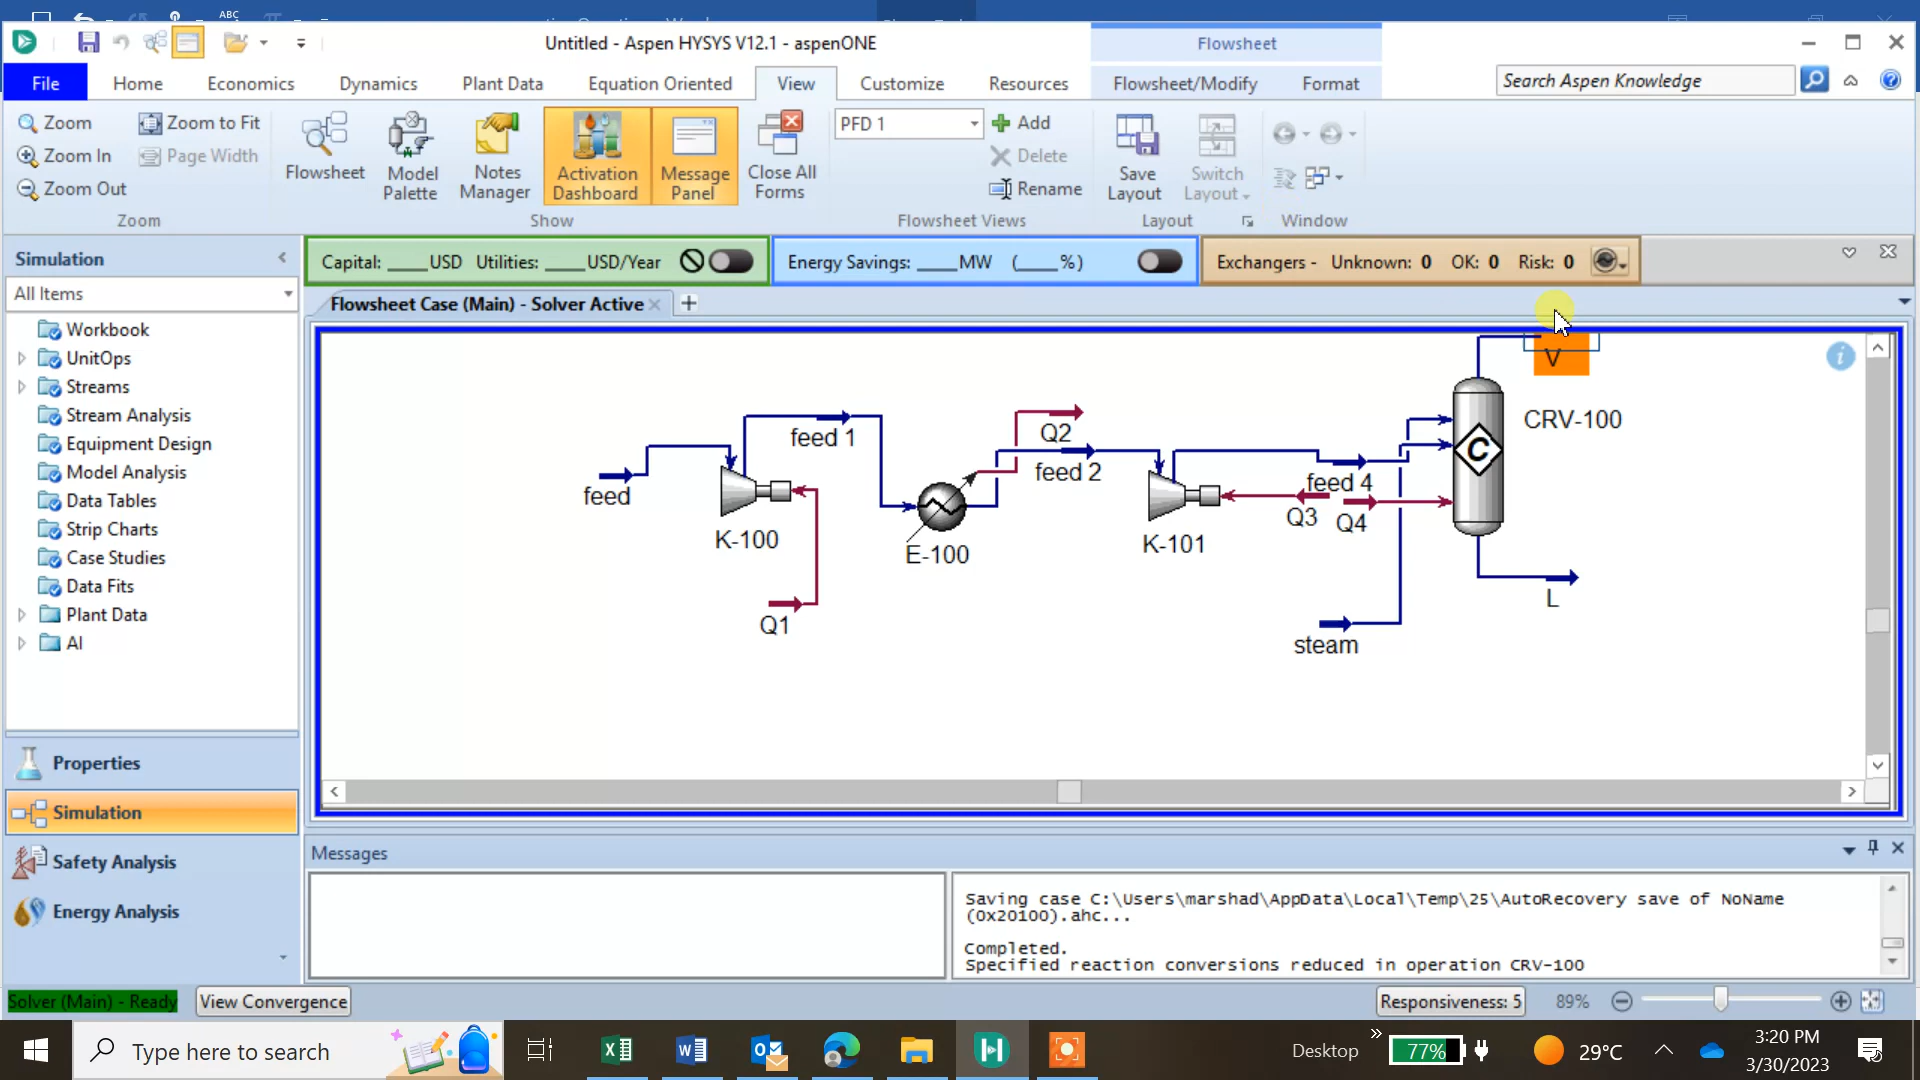 ABC
Untitled - Aspen HYSYS V12.1 - aspenONE
Flowsheet
File
Home
Economics
Dynamics
Plant Data
Equation Oriented
View
Customize
Resources
Flowsheet/Modify
Format
Search Aspen Knowledge
Zoom
Zoom to Fit
Zoom In
Page Width
Zoom Out
Zoom
Flowsheet
Model
Palette
Notes
Manager
Activation
Dashboard
Message
Panel
Close All
Forms
Show
PFD 1
Add
Delete
Rename
Flowsheet Views
Save
Layout
Switch
Layout
Layout
Window
Simulation
All Items
Workbook
UnitOps
Streams
Stream Analysis
Equipment Design
Model Analysis
Data Tables
Strip Charts
Case Studies
Data Fits
Plant Data
AI
Properties
Simulation
Safety Analysis
Energy Analysis
Capital: ____USD Utilities: ____USD/Year
Energy Savings: ____MW (____%)
Exchangers - Unknown: 0 OK: 0 Risk: 0
Flowsheet Case (Main) - Solver Active
V
CRV-100
C
feed
feed 1
Q2
feed 2
feed 4
Q3
Q4
K-100
E-100
K-101
Q1
L
steam
Messages
Saving case C:\Users\marshad\AppData\Local\Temp\25\AutoRecovery save of NoName
(0x20100).ahc...
Completed.
Specified reaction conversions reduced in operation CRV-100
Solver (Main) - Ready
View Convergence
Responsiveness: 5
89%
Type here to search
Desktop
77%
29°C
3:20 PM
3/30/2023